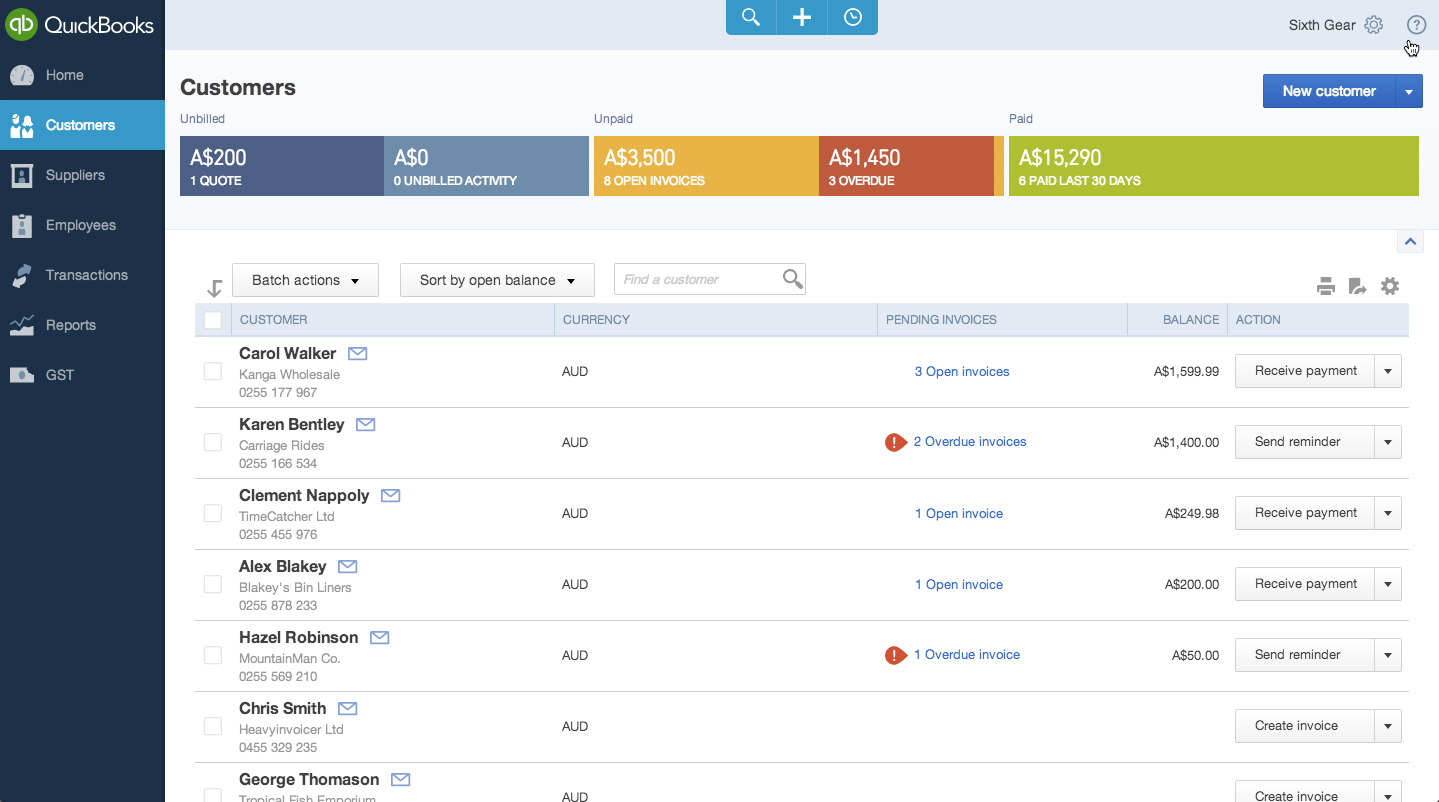 QuickBooks
Sixth Gear
Home
Customers
Suppliers
Employees
Transactions
Reports
GST
Customers
New customer
Unbilled
Unpaid
Paid
A$200
1 QUOTE
A$0
0 UNBILLED ACTIVITY
A$3,500
8 OPEN INVOICES
A$1,450
3 OVERDUE
A$15,290
6 PAID LAST 30 DAYS
Batch actions
Sort by open balance
Find a customer
CUSTOMER CURRENCY PENDING INVOICES BALANCE ACTION
Carol Walker
Kanga Wholesale
0255 177 967
AUD
3 Open invoices
A$1,599.99
Receive payment
Karen Bentley
Carriage Rides
0255 166 534
AUD
! 2 Overdue invoices
A$1,400.00
Send reminder
Clement Nappoly
TimeCatcher Ltd
0255 455 976
AUD
1 Open invoice
A$249.98
Receive payment
Alex Blakey
Blakey's Bin Liners
0255 878 233
AUD
1 Open invoice
A$200.00
Receive payment
Hazel Robinson
MountainMan Co.
0255 569 210
AUD
! 1 Overdue invoice
A$50.00
Send reminder
Chris Smith
Heavyinvoicer Ltd
0455 329 235
AUD
Create invoice
George Thomason
Tropical Fish Emporium
AUD
Create invoice